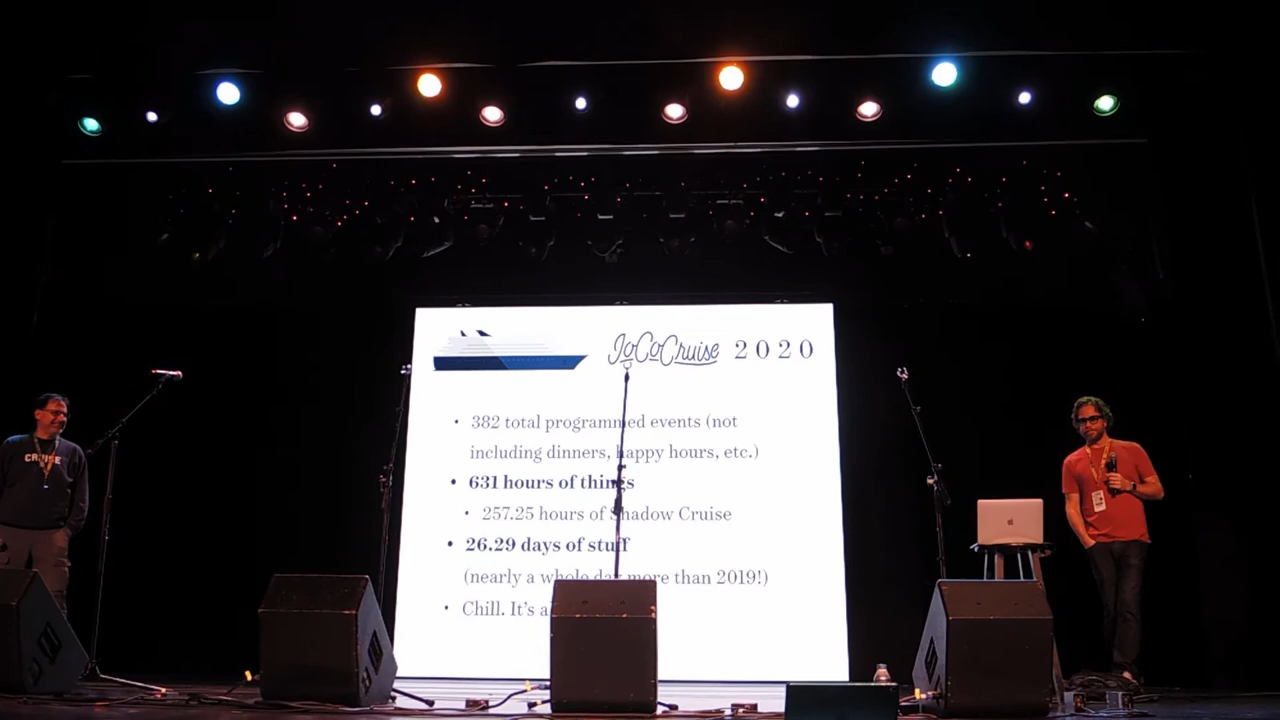 JoCoCruise 2020
• 382 total programmed events (not
including dinners, happy hours, etc.)
• 631 hours of things
• 257.25 hours of Shadow Cruise
• 26.29 days of stuff
(nearly a whole day more than 2019!)
• Chill. It's
CRUISE